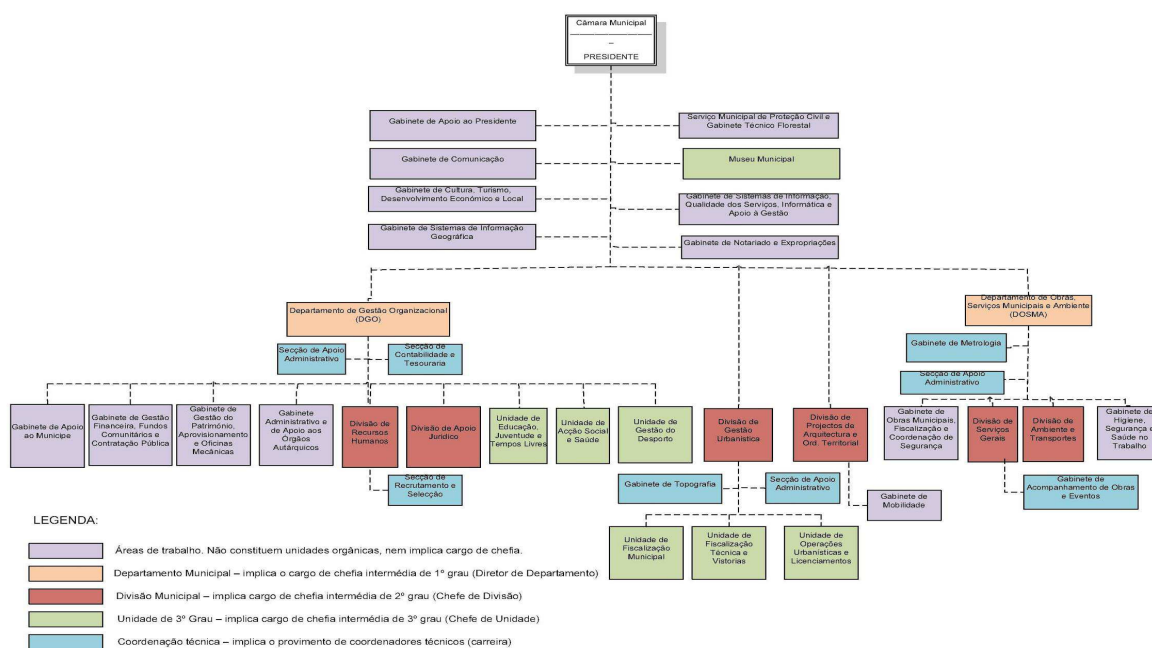 Câmara Municipal
–
PRESIDENTE
Gabinete de Apoio ao Presidente
Serviço Municipal de Proteção Civil e
Gabinete Técnico Florestal
Gabinete de Comunicação
Museu Municipal
Gabinete de Cultura, Turismo,
Desenvolvimento Económico e Local
Gabinete de Sistemas de Informação,
Qualidade dos Serviços, Informática e
Apoio à Gestão
Gabinete de Sistemas de Informação
Geográfica
Gabinete de Notariado e Expropriações
Departamento de Gestão Organizacional
(DGO)
Departamento de Obras,
Serviços Municipais e Ambiente
(DOSMA)
Secção de Apoio
Administrativo
Secção de
Contabilidade e
Tesouraria
Gabinete de Metrologia
Secção de Apoio
Administrativo
Gabinete de Apoio
ao Munícipe
Gabinete de Gestão
Financeira, Fundos
Comunitários e
Contratação Pública
Gabinete de
Gestão do
Património,
Aprovisionamento
e Oficinas
Mecânicas
Gabinete
Administrativo e
de Apoio aos
Órgãos
Autárquicos
Divisão de
Recursos
Humanos
Divisão de Apoio
Jurídico
Unidade de
Educação,
Juventude e
Tempos Livres
Unidade de
Acção Social
e Saúde
Unidade de
Gestão do
Desporto
Divisão de
Gestão
Urbanística
Divisão de
Projectos de
Arquitectura e
Ord. Territorial
Gabinete de
Obras Municipais,
Fiscalização e
Coordenação de
Segurança
Divisão de
Serviços
Gerais
Divisão de
Ambiente e
Transportes
Gabinete de
Higiene,
Segurança e
Saúde no
Trabalho
Secção de
Recrutamento e
Selecção
Gabinete de Topografia
Secção de Apoio
Administrativo
Gabinete de
Mobilidade
Gabinete de
Acompanhamento de Obras
e Eventos
Unidade de
Fiscalização
Municipal
Unidade de
Fiscalização
Técnica e
Vistorias
Unidade de
Operações
Urbanísticas e
Licenciamentos
LEGENDA:
Áreas de trabalho. Não constituem unidades orgânicas, nem implica cargo de chefia.
Departamento Municipal – implica o cargo de chefia intermédia de 1º grau (Diretor de Departamento)
Divisão Municipal – implica cargo de chefia intermédia de 2º grau (Chefe de Divisão)
Unidade de 3º Grau – implica cargo de chefia intermédia de 3º grau (Chefe de Unidade)
Coordenação técnica – implica o provimento de coordenadores técnicos (carreira)